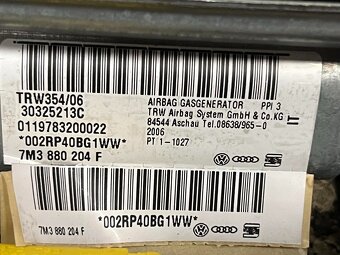 TRW354/06
30325213C
0119783200022
*002RP40BG1WW*
7M3 880 204 F
AIRBAG GASGENERATOR PPI 3
TRW Airbag System GmbH & Co.KG
84544 Aschau Tel.08638/965-0
2006
PT 1-1027
IT
*002RP40BG1WW*
7M3 880 204 F